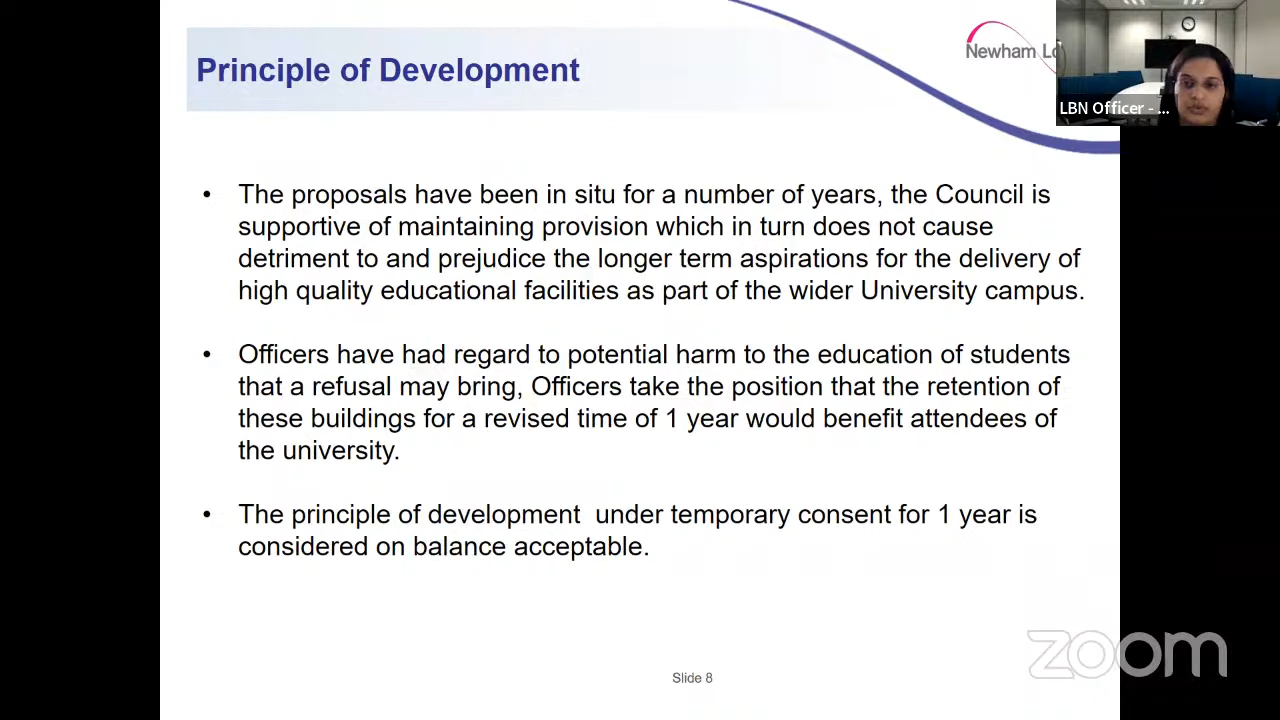 Principle of Development
Newham Lo
LBN Officer - ...
• The proposals have been in situ for a number of years, the Council is
supportive of maintaining provision which in turn does not cause
detriment to and prejudice the longer term aspirations for the delivery of
high quality educational facilities as part of the wider University campus.
• Officers have had regard to potential harm to the education of students
that a refusal may bring, Officers take the position that the retention of
these buildings for a revised time of 1 year would benefit attendees of
the university.
• The principle of development  under temporary consent for 1 year is
considered on balance acceptable.
zoom
Slide 8